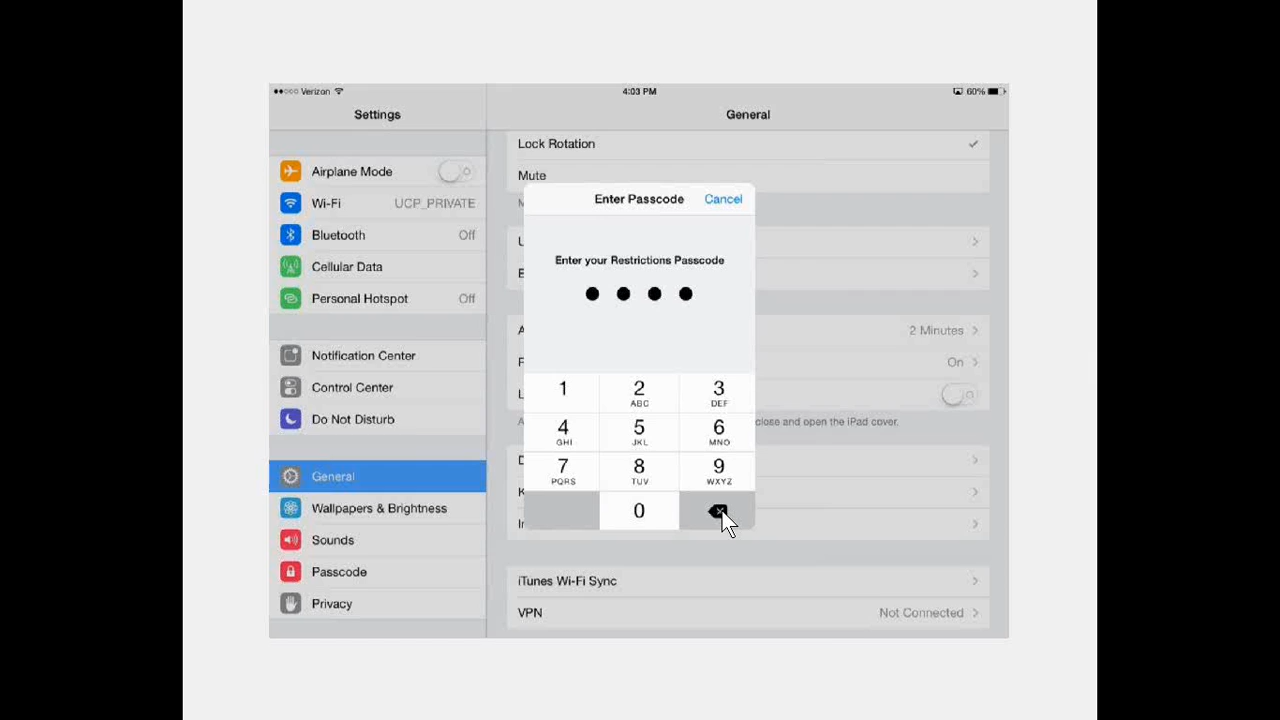 Verizon 4:03 PM 60%
Settings General
Lock Rotation
Airplane Mode
Mute
Enter Passcode Cancel
Wi-Fi UCP_PRIVATE
Bluetooth Off
Enter your Restrictions Passcode
Cellular Data
Personal Hotspot Off
2 Minutes
Notification Center
On
Control Center
Do Not Disturb
close and open the iPad cover.
1 2 3
ABC DEF
4 5 6
GHI JKL MNO
7 8 9
PQRS TUV WXYZ
0
General
Wallpapers & Brightness
Sounds
Passcode
Privacy
iTunes Wi-Fi Sync
VPN Not Connected